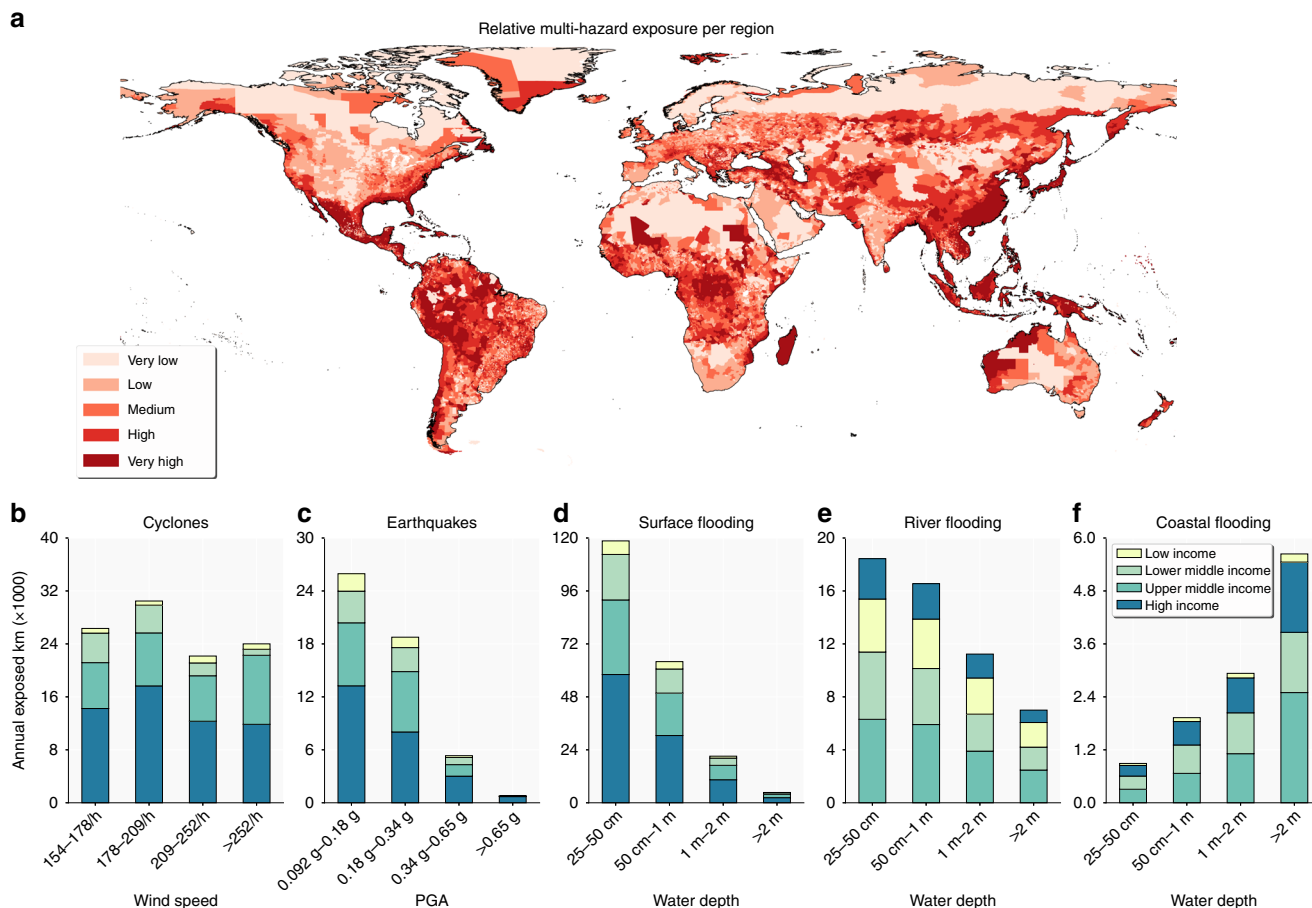 a
Relative multi-hazard exposure per region
Very low
Low
Medium
High
Very high
b
Cyclones
Annual exposed km (×1000)
40
32
24
16
8
0
154–178/h
178–209/h
209–252/h
>252/h
Wind speed
c
Earthquakes
30
24
18
12
6
0
0.092 g–0.18 g
0.18 g–0.34 g
0.34 g–0.65 g
>0.65 g
PGA
d
Surface flooding
120
96
72
48
24
0
25–50 cm
50 cm–1 m
1 m–2 m
>2 m
Water depth
e
River flooding
20
16
12
8
4
0
25–50 cm
50 cm–1 m
1 m–2 m
>2 m
Water depth
f
Coastal flooding
Low income
Lower middle income
Upper middle income
High income
6.0
4.8
3.6
2.4
1.2
0.0
25–50 cm
50 cm–1 m
1 m–2 m
>2 m
Water depth